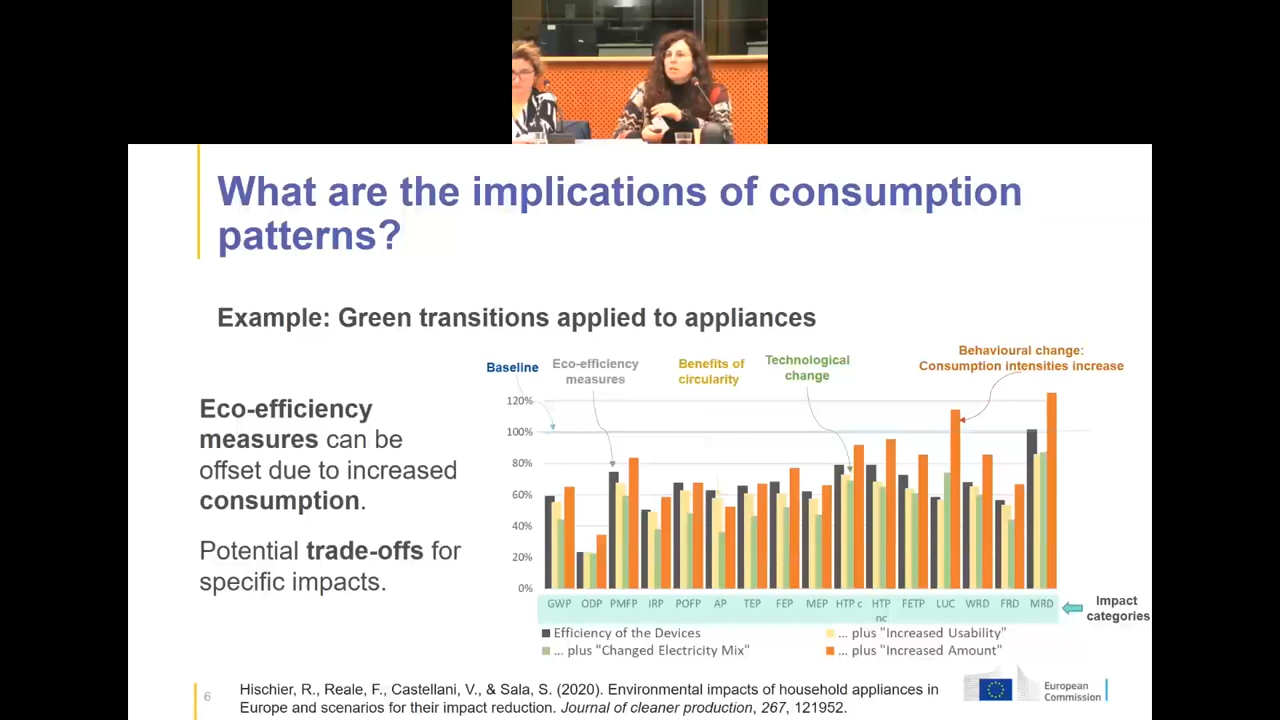 What are the implications of consumption
patterns?
Example: Green transitions applied to appliances
Eco-efficiency
measures can be
offset due to increased
consumption.
Potential trade-offs for
specific impacts.
Baseline
Eco-efficiency
measures
Benefits of
circularity
Technological
change
Behavioural change:
Consumption intensities increase
120%
100%
80%
60%
40%
20%
0%
GWP ODP PMFP IRP POFP AP TEP FEP MEP HTP c HTP nc FETP LUC WRD FRD MRD
Impact
categories
Efficiency of the Devices
... plus "Increased Usability"
... plus "Changed Electricity Mix"
... plus "Increased Amount"
6
Hischier, R., Reale, F., Castellani, V., & Sala, S. (2020). Environmental impacts of household appliances in
Europe and scenarios for their impact reduction. Journal of cleaner production, 267, 121952.
European
Commission